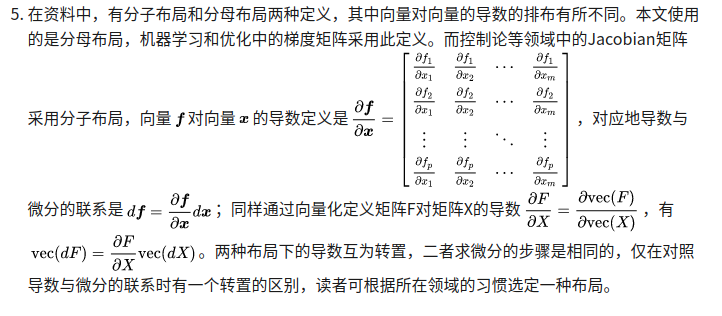 5. 在资料中，有分子布局和分母布局两种定义，其中向量对向量的导数的排布有所不同。本文使用
的是分母布局，机器学习和优化中的梯度矩阵采用此定义。而控制论等领域中的Jacobian矩阵
采用分子布局，向量 $\boldsymbol{f}$ 对向量 $\boldsymbol{x}$ 的导数定义是 $\frac{\partial \boldsymbol{f}}{\partial \boldsymbol{x}} = \begin{bmatrix} \frac{\partial f_1}{\partial x_1} & \frac{\partial f_1}{\partial x_2} & \cdots & \frac{\partial f_1}{\partial x_m} \\ \frac{\partial f_2}{\partial x_1} & \frac{\partial f_2}{\partial x_2} & \cdots & \frac{\partial f_2}{\partial x_m} \\ \vdots & \vdots & \ddots & \vdots \\ \frac{\partial f_p}{\partial x_1} & \frac{\partial f_p}{\partial x_2} & \cdots & \frac{\partial f_p}{\partial x_m} \end{bmatrix}$ ，对应地导数与
微分的联系是 $d\boldsymbol{f} = \frac{\partial \boldsymbol{f}}{\partial \boldsymbol{x}} d\boldsymbol{x}$ ；同样通过向量化定义矩阵F对矩阵X的导数 $\frac{\partial F}{\partial X} = \frac{\partial \mathrm{vec}(F)}{\partial \mathrm{vec}(X)}$ ，有
$\mathrm{vec}(dF) = \frac{\partial F}{\partial X} \mathrm{vec}(dX)$ 。两种布局下的导数互为转置，二者求微分的步骤是相同的，仅在对照
导数与微分的联系时有一个转置的区别，读者可根据所在领域的习惯选定一种布局。